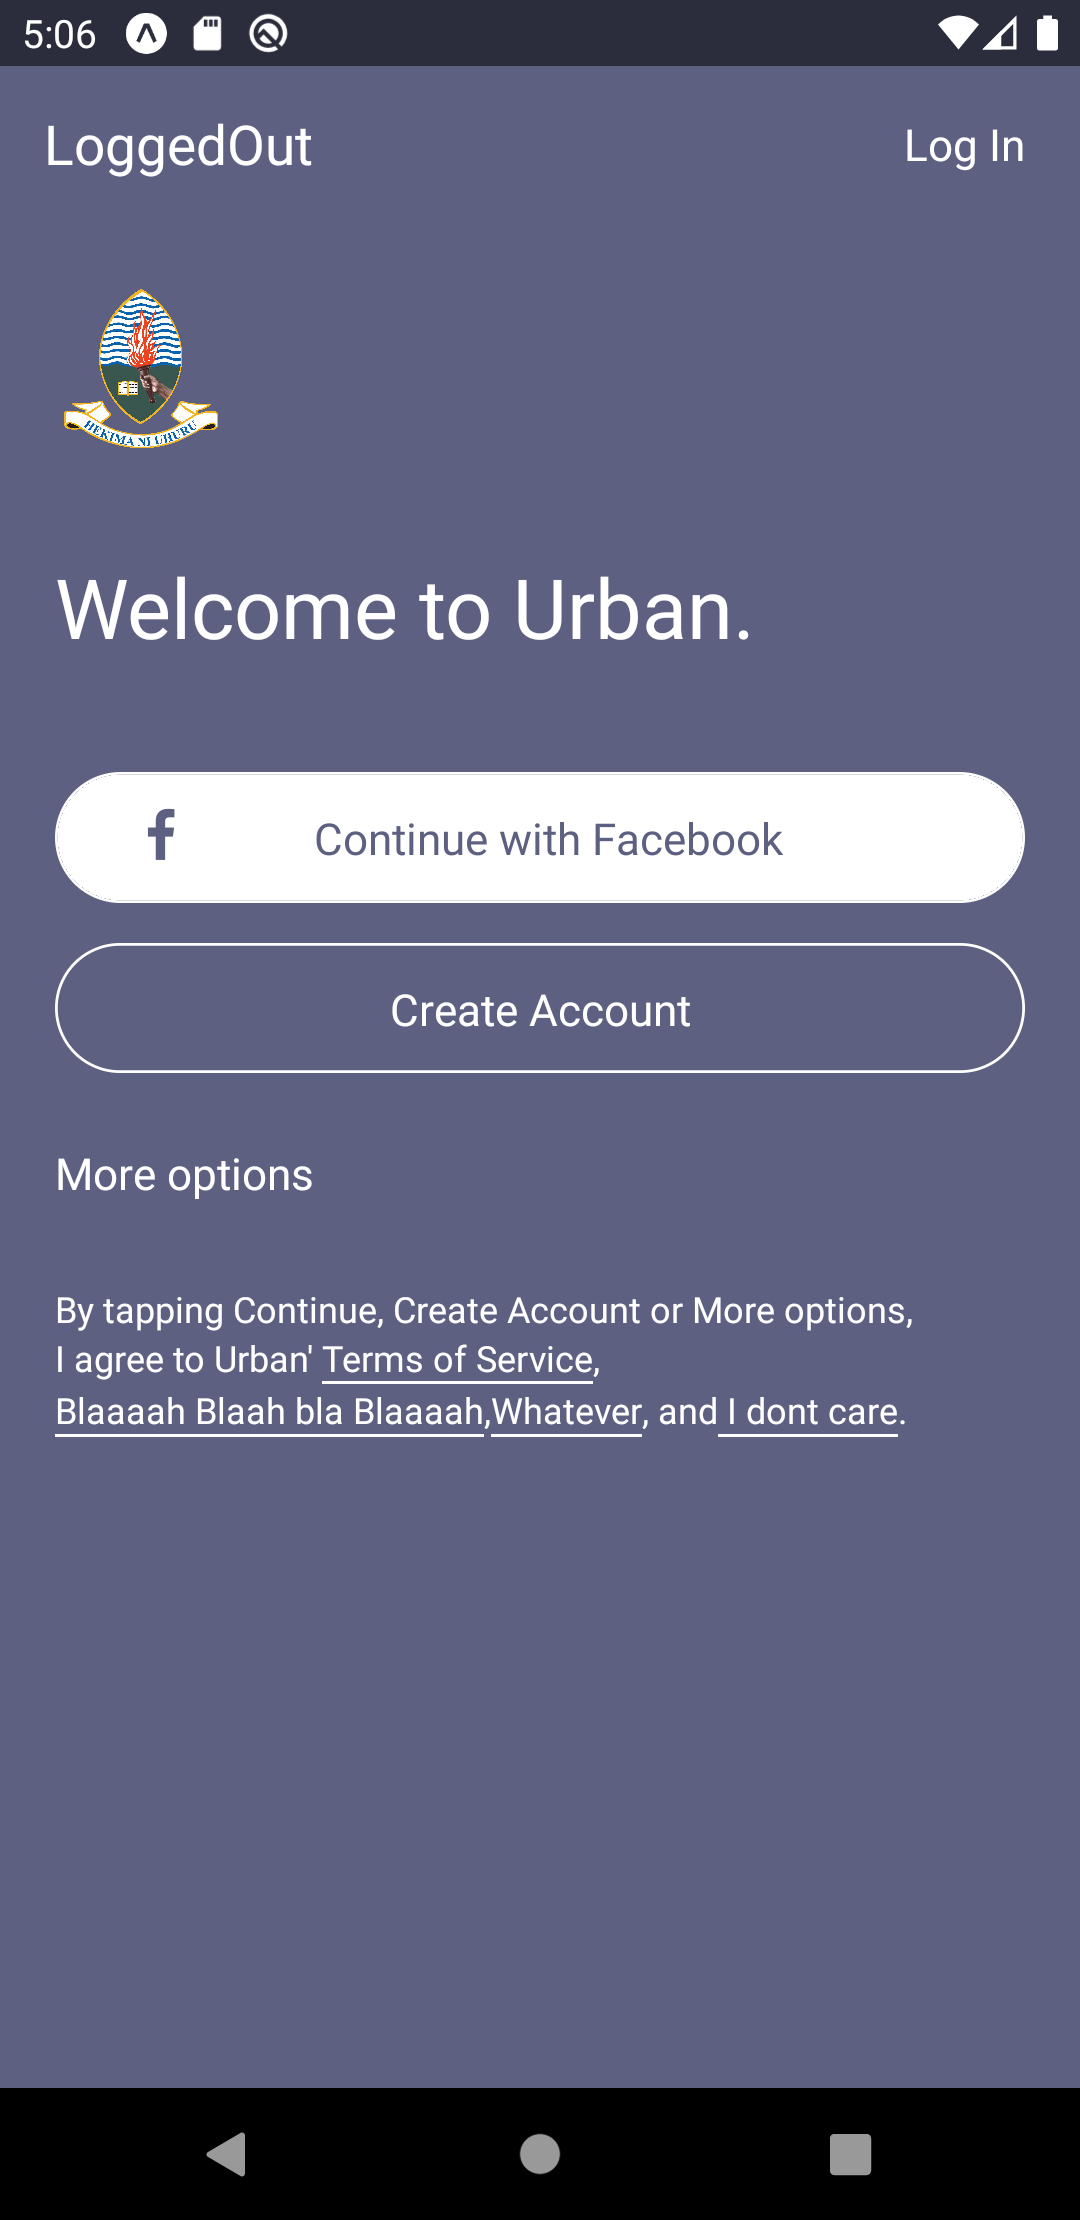 5:06
LoggedOut
Log In
HEKIMA NI UHURU
Welcome to Urban.
Continue with Facebook
Create Account
More options
By tapping Continue, Create Account or More options,
I agree to Urban' Terms of Service,
Blaaaah Blaah bla Blaaaah,Whatever, and I dont care.